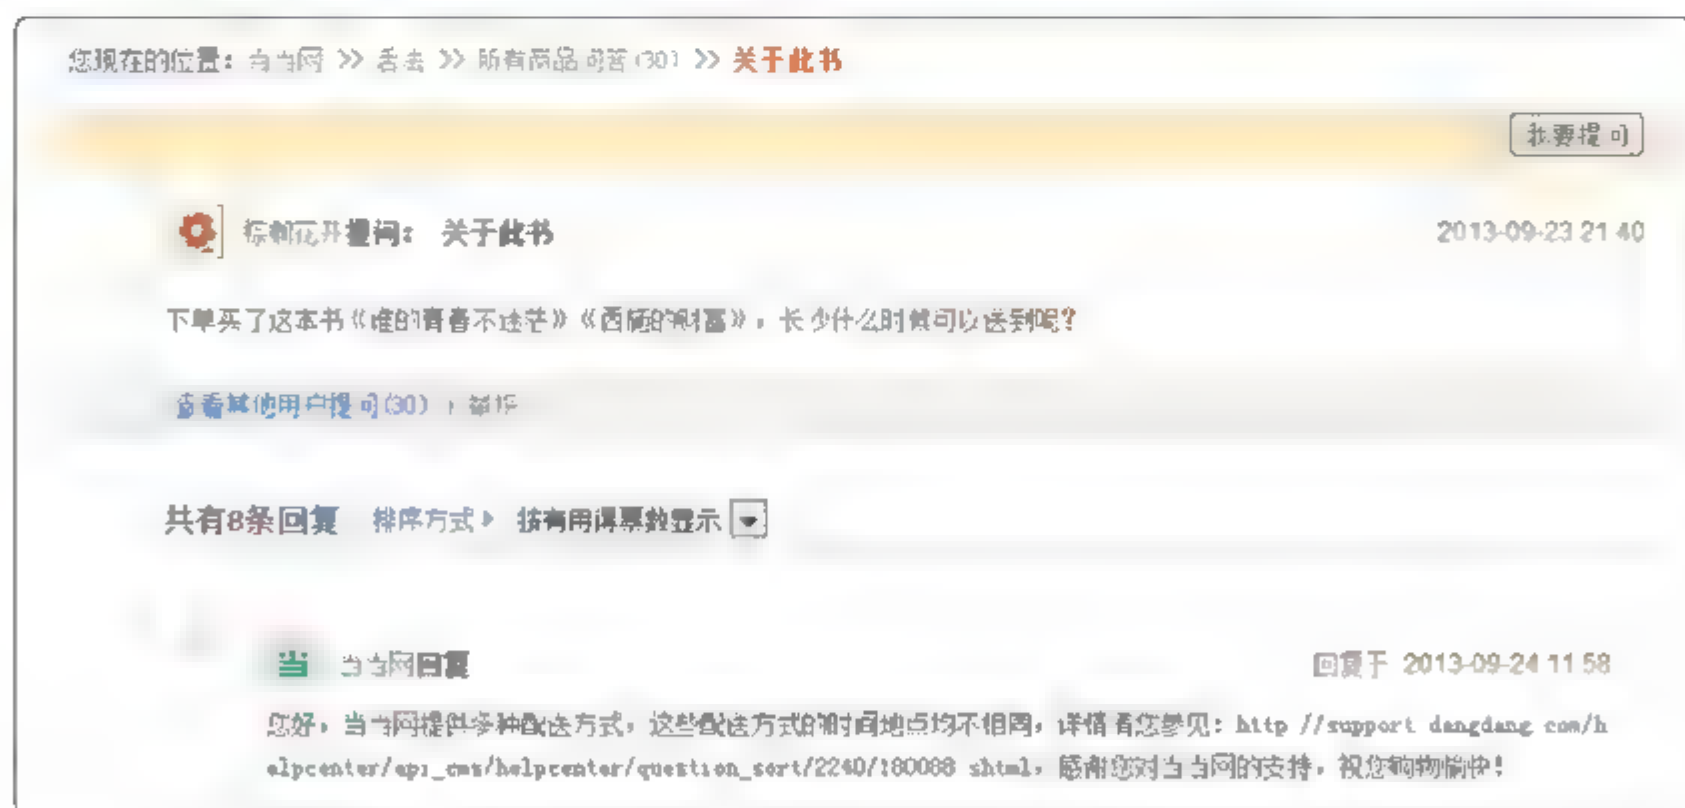 您现在的位置：当当网 >> 丢去 >> 所有商品问答(30) >> 关于此书
我要提问
提问： 关于此书
2013-09-23 21:40
下单买了这本书《谁的青春不迷茫》《西顿的财富》，长沙什么时候可以送到呢？
查看其他用户提问(30) | 举报
共有8条回复 排序方式 按有用得票数显示
当 当当网回复
回复于 2013-09-24 11:58
您好，当当网提供多种配送方式，这些配送方式的时间地点均不相同，详情请您参见：http://support.dangdang.com/h
elpcenter/api_cms/helpcenter/question_sort/2240/180088.shtml，感谢您对当当网的支持，祝您购物愉快！